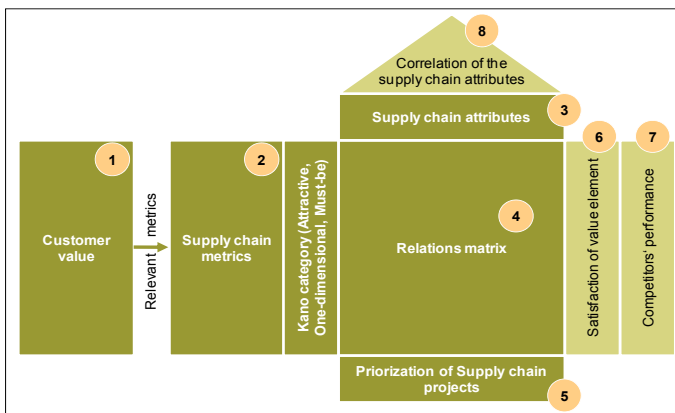 8
Correlation of the
supply chain attributes
Supply chain attributes
3
1
Customer
value
Relevant metrics
2
Supply chain
metrics
Kano category (Attractive,
One-dimensional, Must-be)
4
Relations matrix
6
Satisfaction of value element
7
Competitors' performance
Priorization of Supply chain
projects
5